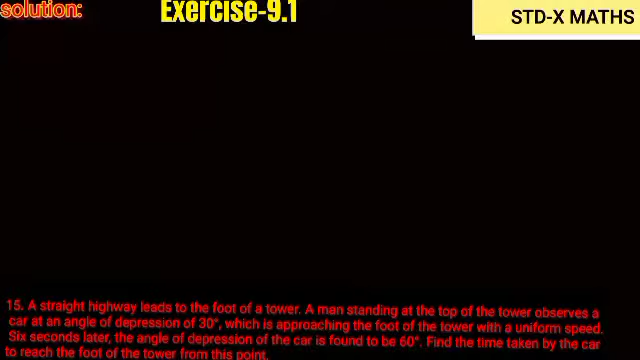 solution:
Exercise-9.1
STD-X MATHS
15. A straight highway leads to the foot of a tower. A man standing at the top of the tower observes a
car at an angle of depression of 30°, which is approaching the foot of the tower with a uniform speed.
Six seconds later, the angle of depression of the car is found to be 60°. Find the time taken by the car
to reach the foot of the tower from this point.